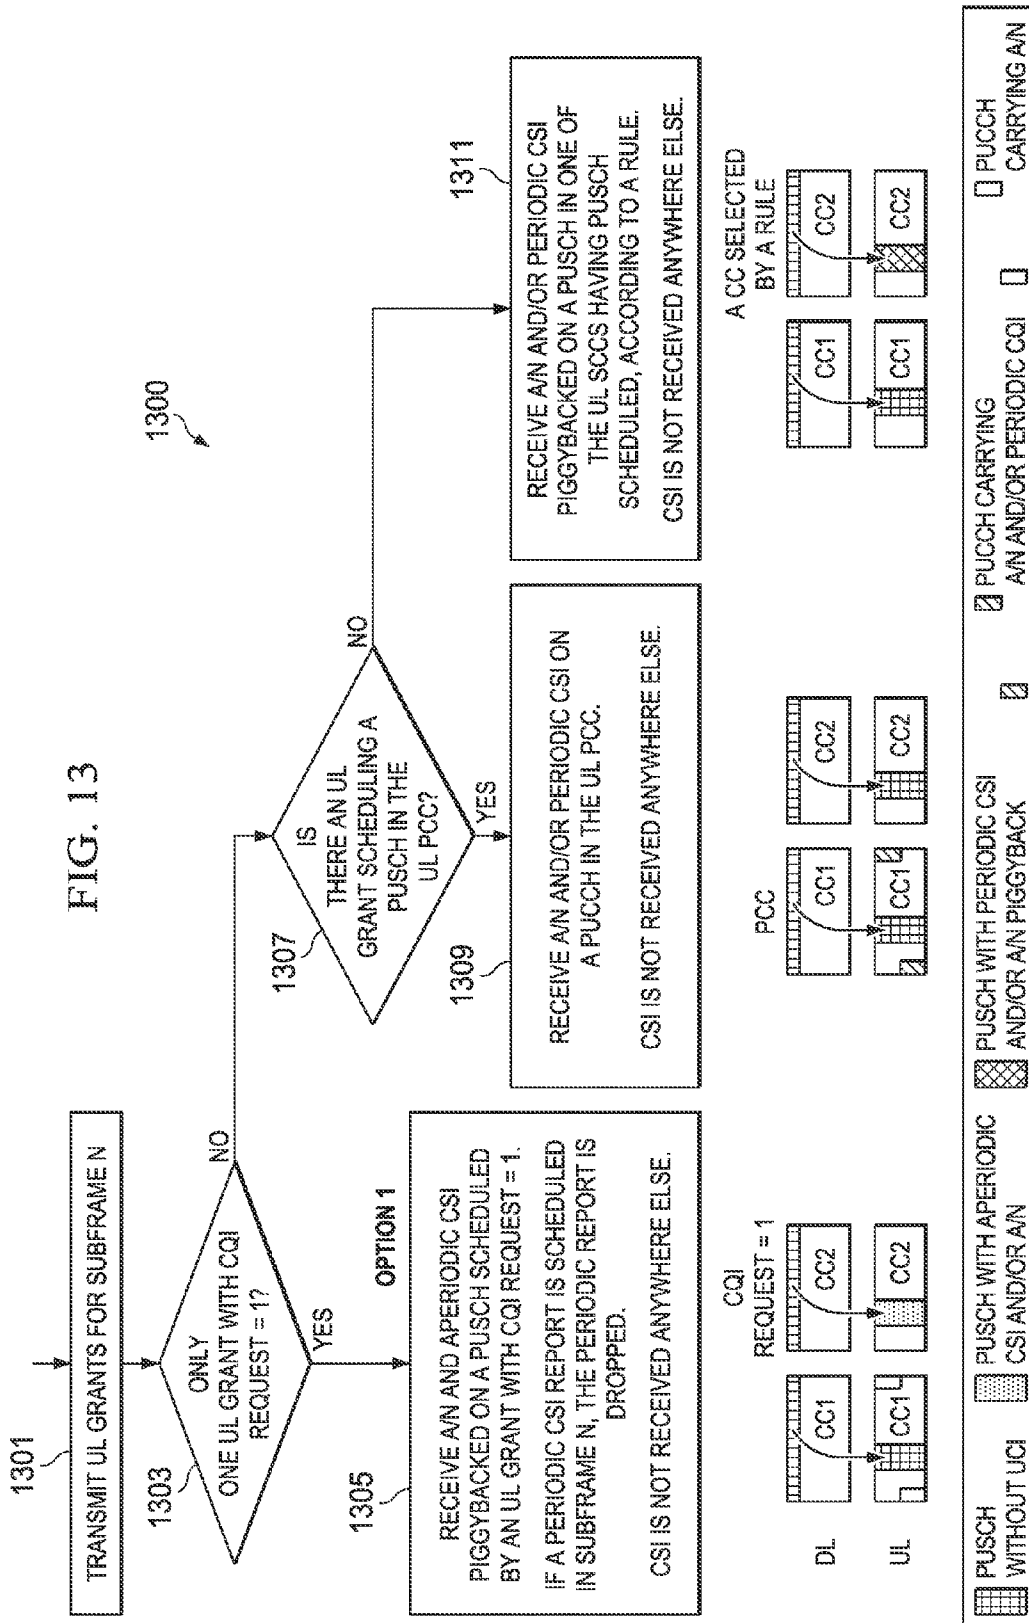 FIG. 13
1300
1301
TRANSMIT UL GRANTS FOR SUBFRAME N
1303
ONLY
ONE UL GRANT WITH CQI
REQUEST = 1?
NO
YES
1305
OPTION 1
RECEIVE A/N AND APERIODIC CSI
PIGGYBACKED ON A PUSCH SCHEDULED
BY AN UL GRANT WITH CQI REQUEST = 1.
IF A PERIODIC CSI REPORT IS SCHEDULED
IN SUBFRAME N, THE PERIODIC REPORT IS
DROPPED.
CSI IS NOT RECEIVED ANYWHERE ELSE.
1307
IS
THERE AN UL
GRANT SCHEDULING A
PUSCH IN THE
UL PCC?
NO
YES
1309
RECEIVE A/N AND/OR PERIODIC CSI ON
A PUCCH IN THE UL PCC.
CSI IS NOT RECEIVED ANYWHERE ELSE.
1311
RECEIVE A/N AND/OR PERIODIC CSI
PIGGYBACKED ON A PUSCH IN ONE OF
THE UL SCCS HAVING PUSCH
SCHEDULED, ACCORDING TO A RULE.
CSI IS NOT RECEIVED ANYWHERE ELSE.
CQI
REQUEST = 1
PCC
A CC SELECTED
BY A RULE
DL
CC1
CC2
CC1
CC2
CC1
CC2
UL
CC1
CC2
CC1
CC2
CC1
CC2
PUSCH
WITHOUT UCI
PUSCH WITH APERIODIC
CSI AND/OR A/N
PUSCH WITH PERIODIC CSI
AND/OR A/N PIGGYBACK
PUCCH CARRYING
A/N AND/OR PERIODIC CQI
PUCCH
CARRYING A/N